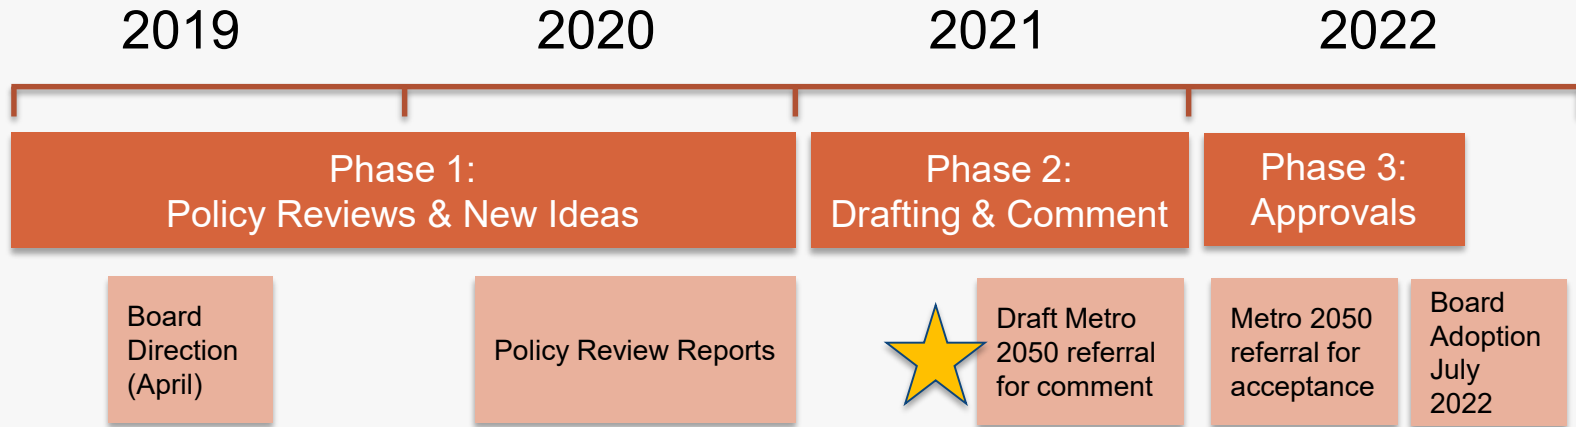 2019
2020
2021
2022
Phase 1:
Policy Reviews & New Ideas
Phase 2:
Drafting & Comment
Phase 3:
Approvals
Board
Direction
(April)
Policy Review Reports
Draft Metro
2050 referral
for comment
Metro 2050
referral for
acceptance
Board
Adoption
July
2022